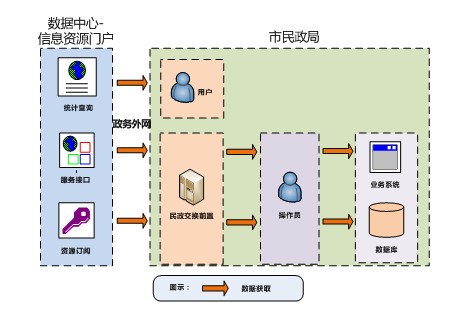 数据中心-
信息资源门户
市民政局
统计查询
用户
政务外网
服务接口
民政交换前置
操作员
业务系统
资源订阅
数据库
图示：
数据获取